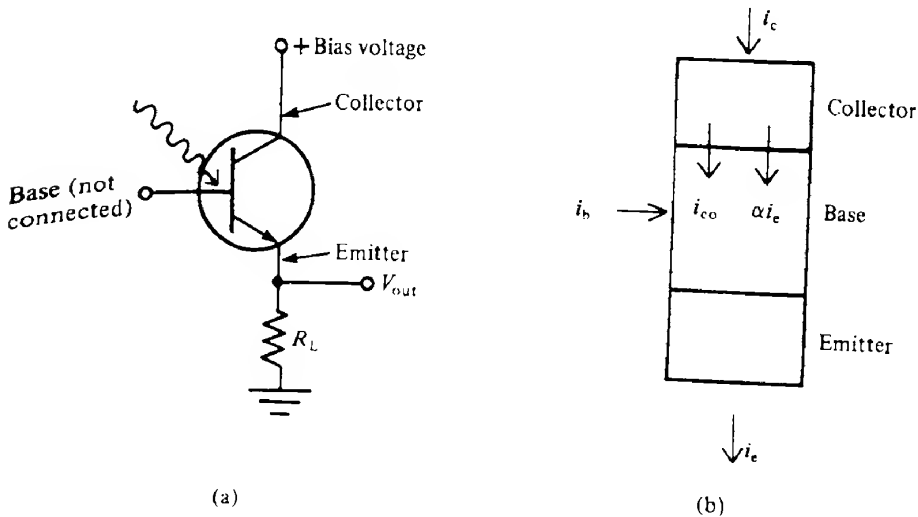 + Bias voltage
Collector
Base (not
connected)
Emitter
V_out
R_L
(a)
i_c
Collector
i_b
i_co
αi_e
Base
Emitter
i_e
(b)